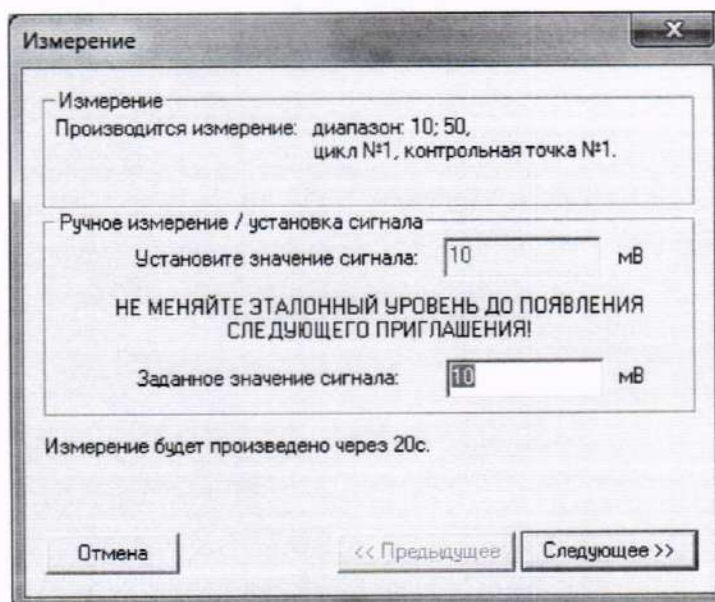 Измерение
x
Измерение
Производится измерение: диапазон: 10; 50,
цикл №1, контрольная точка №1.
Ручное измерение / установка сигнала
Установите значение сигнала: 10 мВ
НЕ МЕНЯЙТЕ ЭТАЛОННЫЙ УРОВЕНЬ ДО ПОЯВЛЕНИЯ
СЛЕДУЮЩЕГО ПРИГЛАШЕНИЯ!
Заданное значение сигнала: 10 мВ
Измерение будет произведено через 20с.
Отмена << Предыдущее Следующее >>